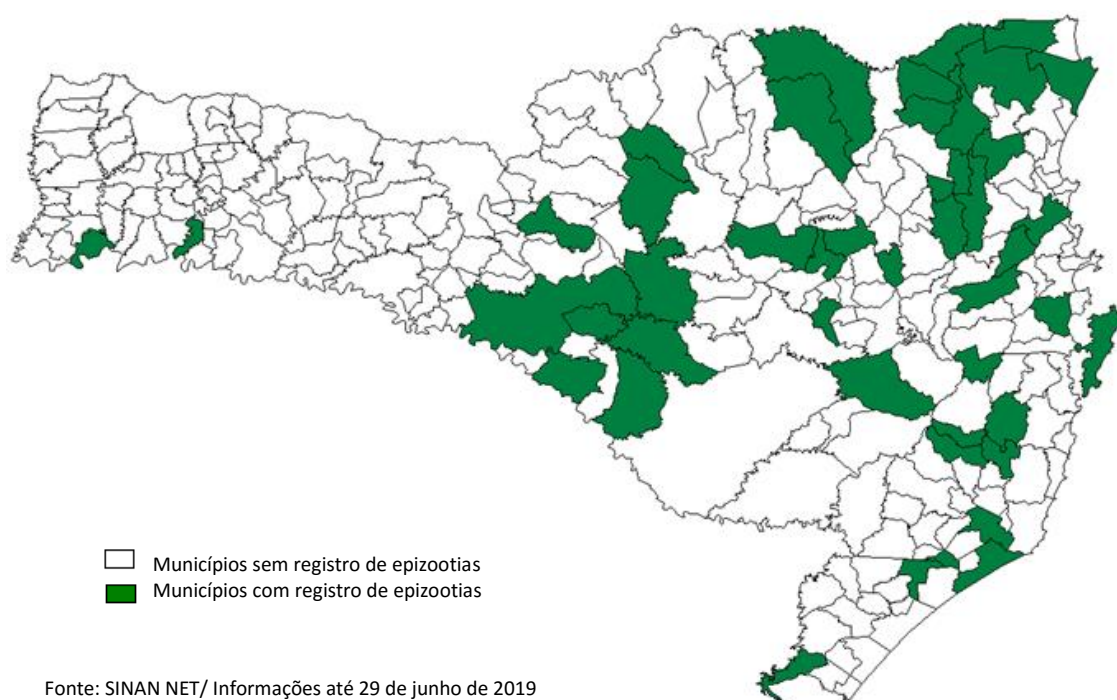 Municípios sem registro de epizootias
Municípios com registro de epizootias
Fonte: SINAN NET/ Informações até 29 de junho de 2019